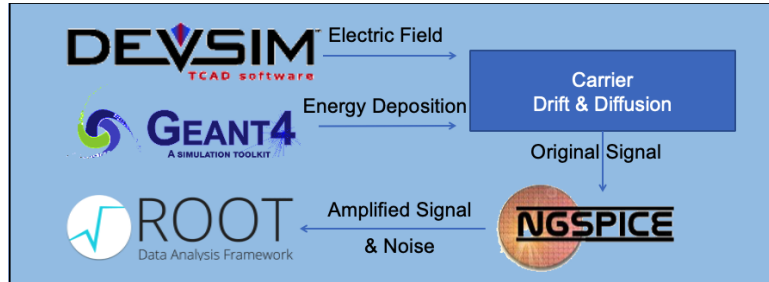 DEVSIM
TCAD software
Electric Field
Carrier
Drift & Diffusion
GEANT4
A SIMULATION TOOLKIT
Energy Deposition
Original Signal
ROOT
Data Analysis Framework
Amplified Signal
& Noise
NGSPICE